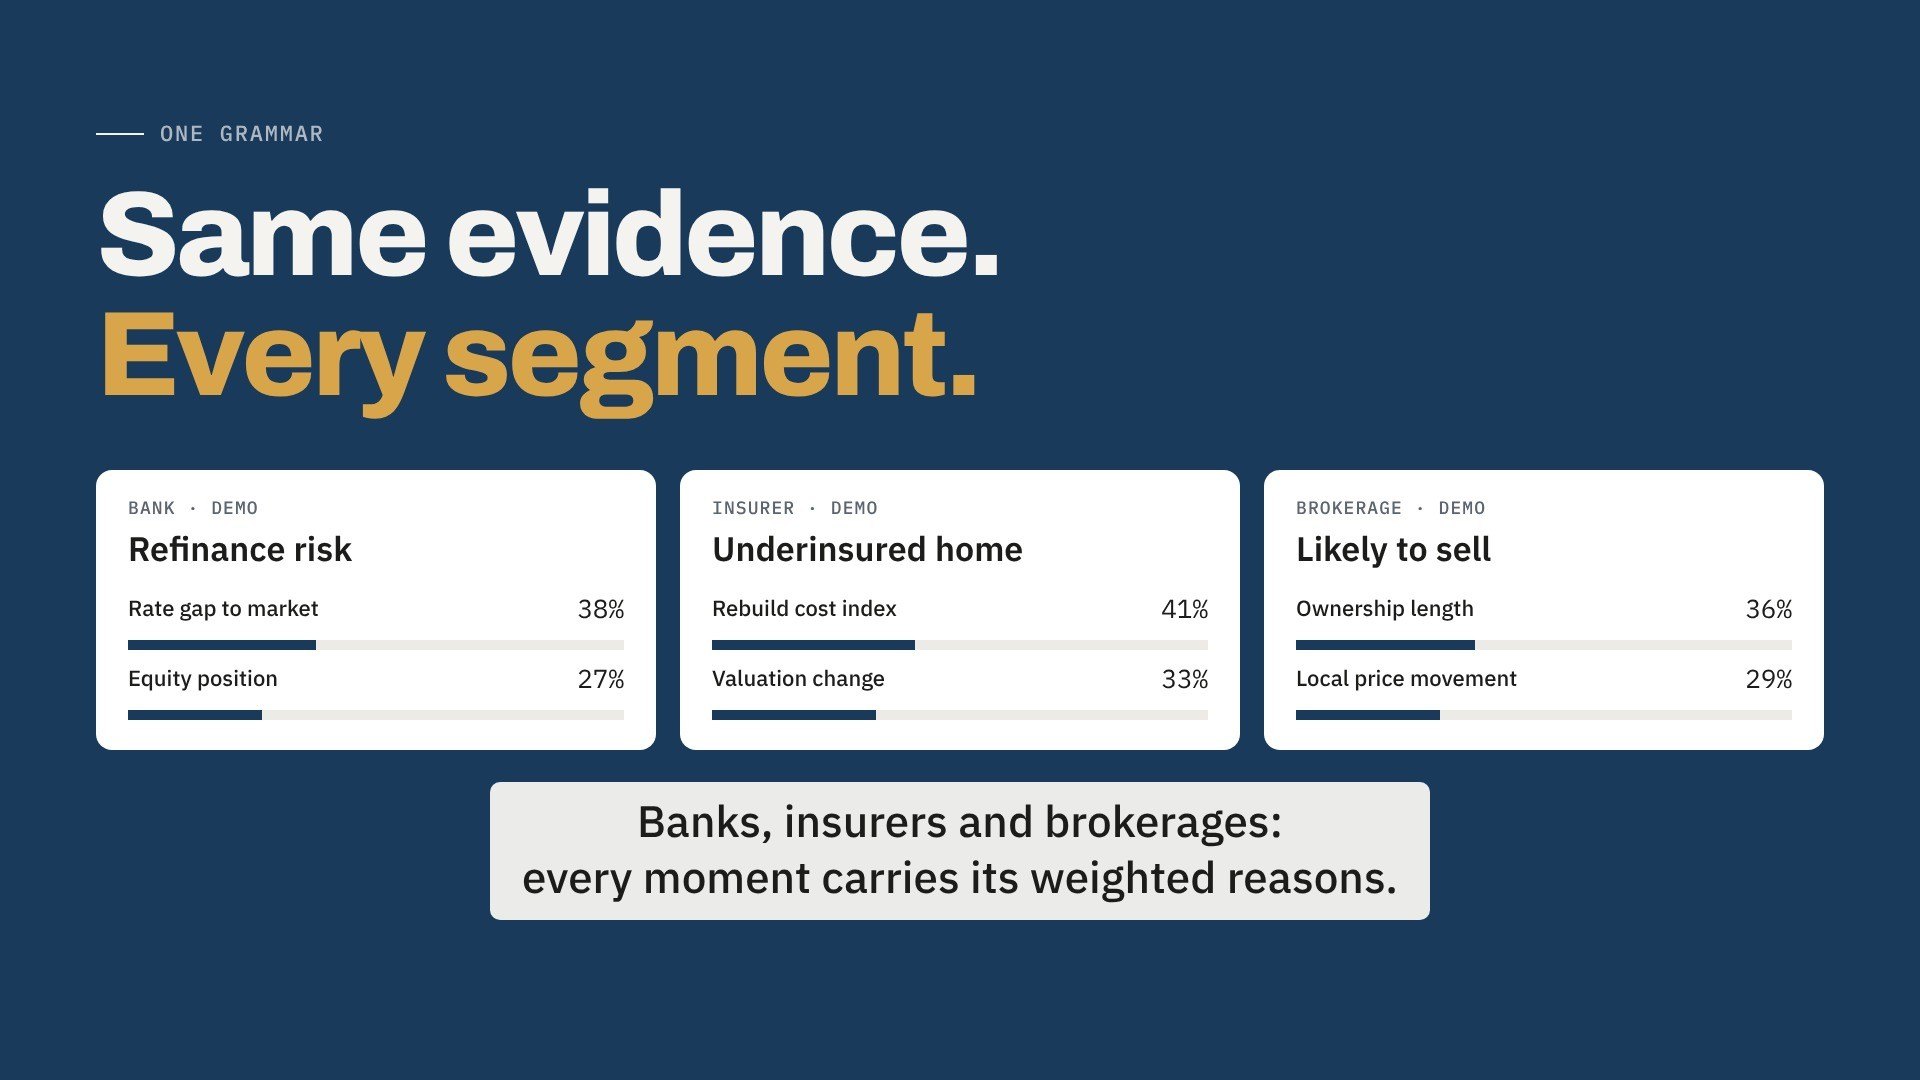 ONE GRAMMAR
Same evidence.
Every segment.
BANK · DEMO
Refinance risk
Rate gap to market 38%
Equity position 27%
INSURER · DEMO
Underinsured home
Rebuild cost index 41%
Valuation change 33%
BROKERAGE · DEMO
Likely to sell
Ownership length 36%
Local price movement 29%
Banks, insurers and brokerages:
every moment carries its weighted reasons.